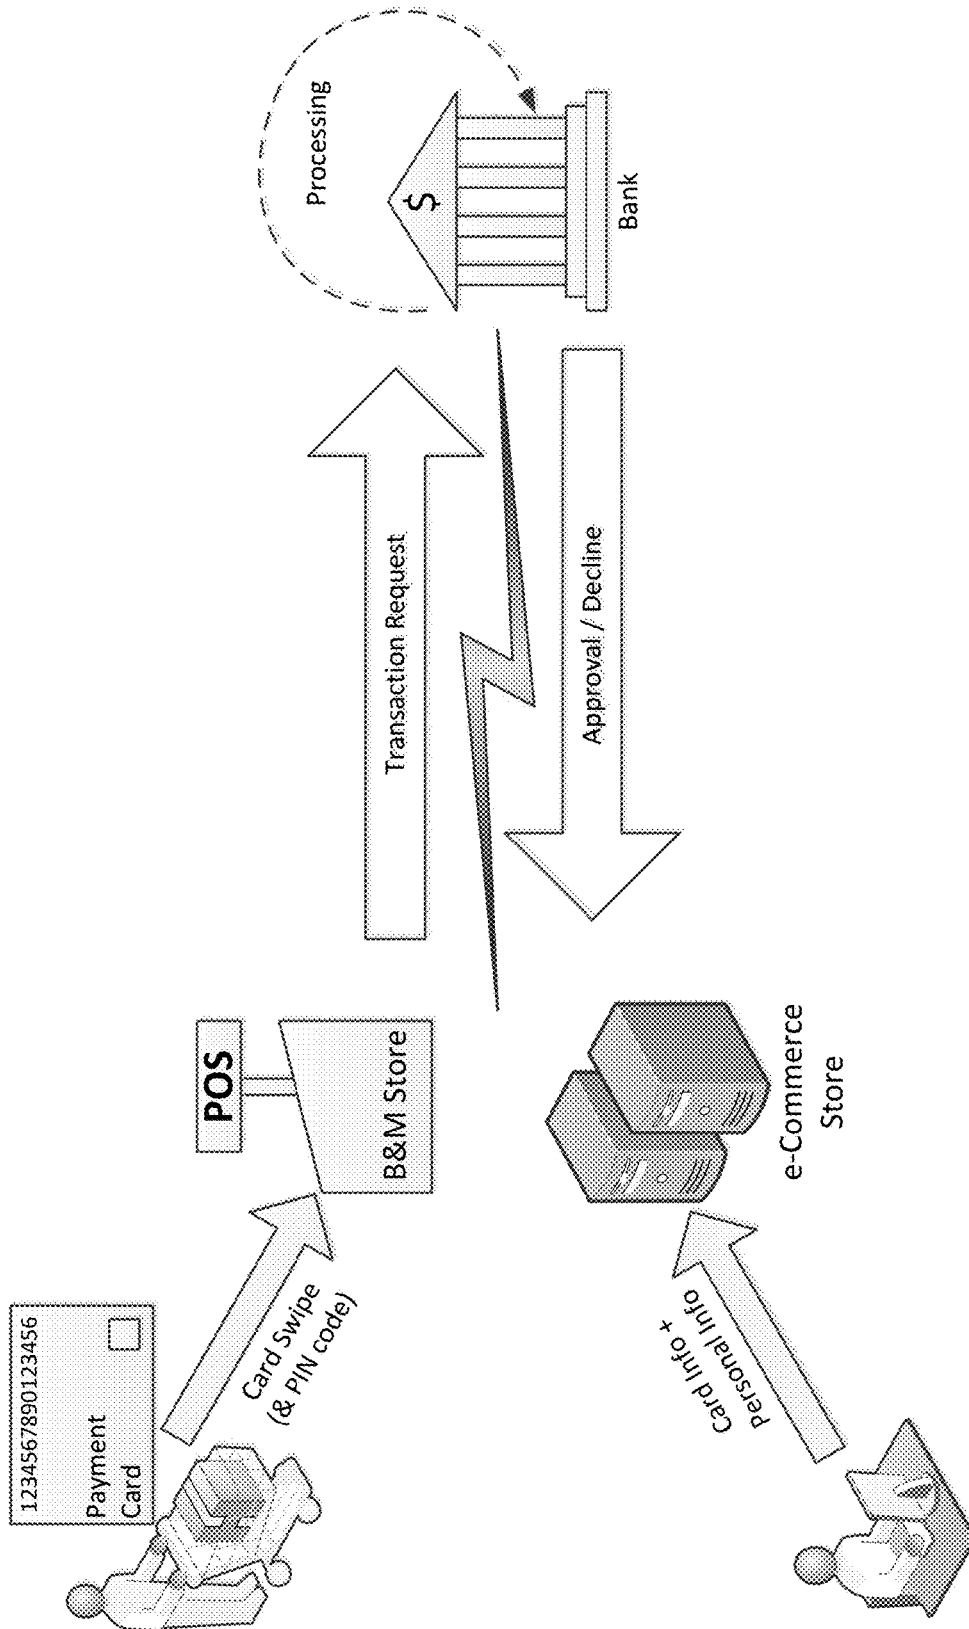 1234567890123456
Payment
Card
Card Swipe
(& PIN code)
POS
B&M Store
Transaction Request
Processing
$
Bank
Approval / Decline
Card Info +
Personal Info
e-Commerce
Store